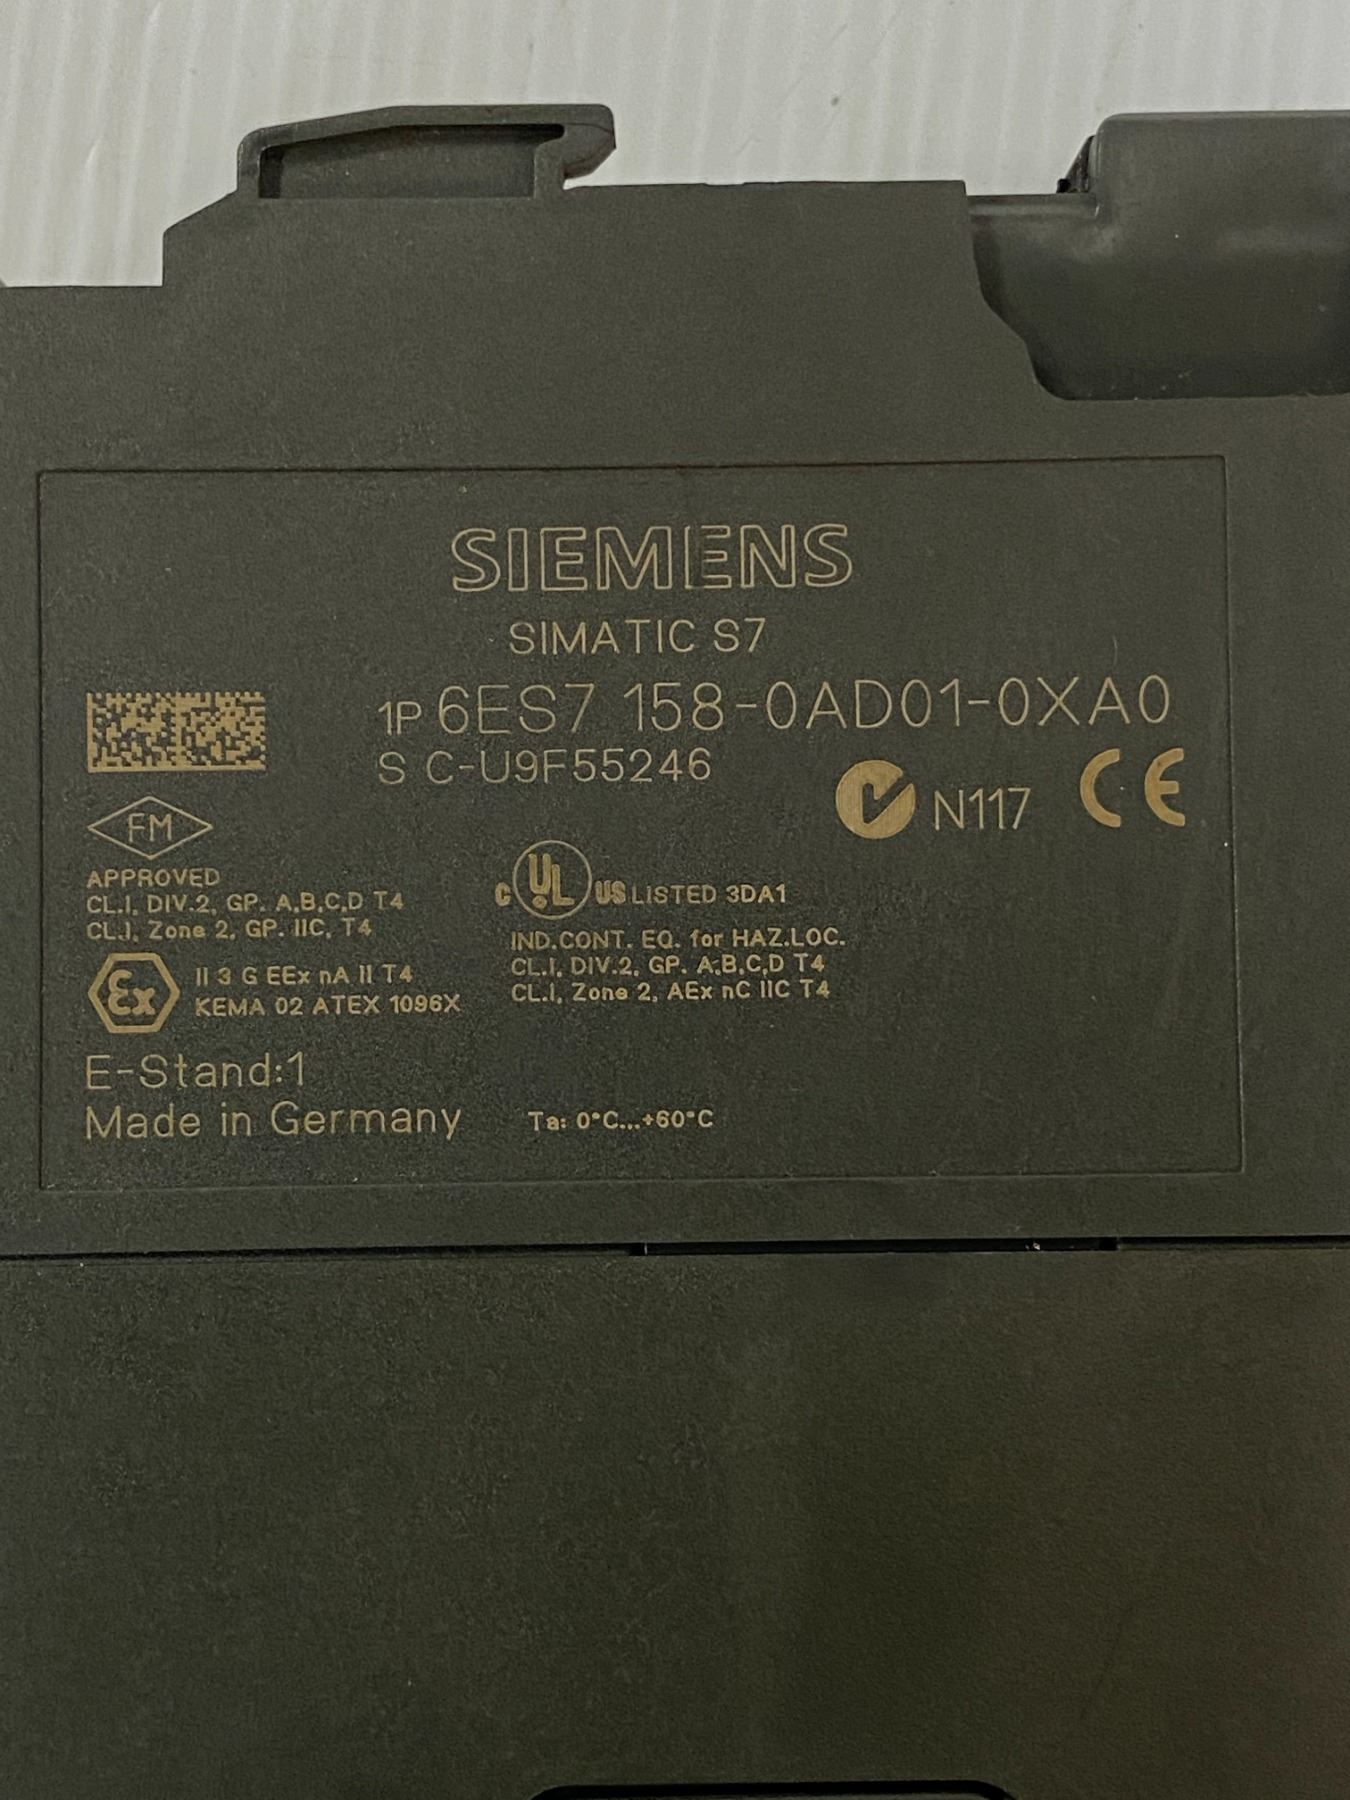 SIEMENS
SIMATIC S7
1P 6ES7 158-0AD01-0XA0
S C-U9F55246
N117 CE
FM
APPROVED
CL.I, DIV.2, GP. A,B,C,D T4
CL.I, Zone 2, GP. IIC, T4
Ex II 3 G EEx nA II T4
KEMA 02 ATEX 1096X
c UL US LISTED 3DA1
IND.CONT. EQ. for HAZ.LOC.
CL.I, DIV.2, GP. A,B,C,D T4
CL.I, Zone 2, AEx nC IIC T4
E-Stand:1
Made in Germany
Ta: 0°C...+60°C